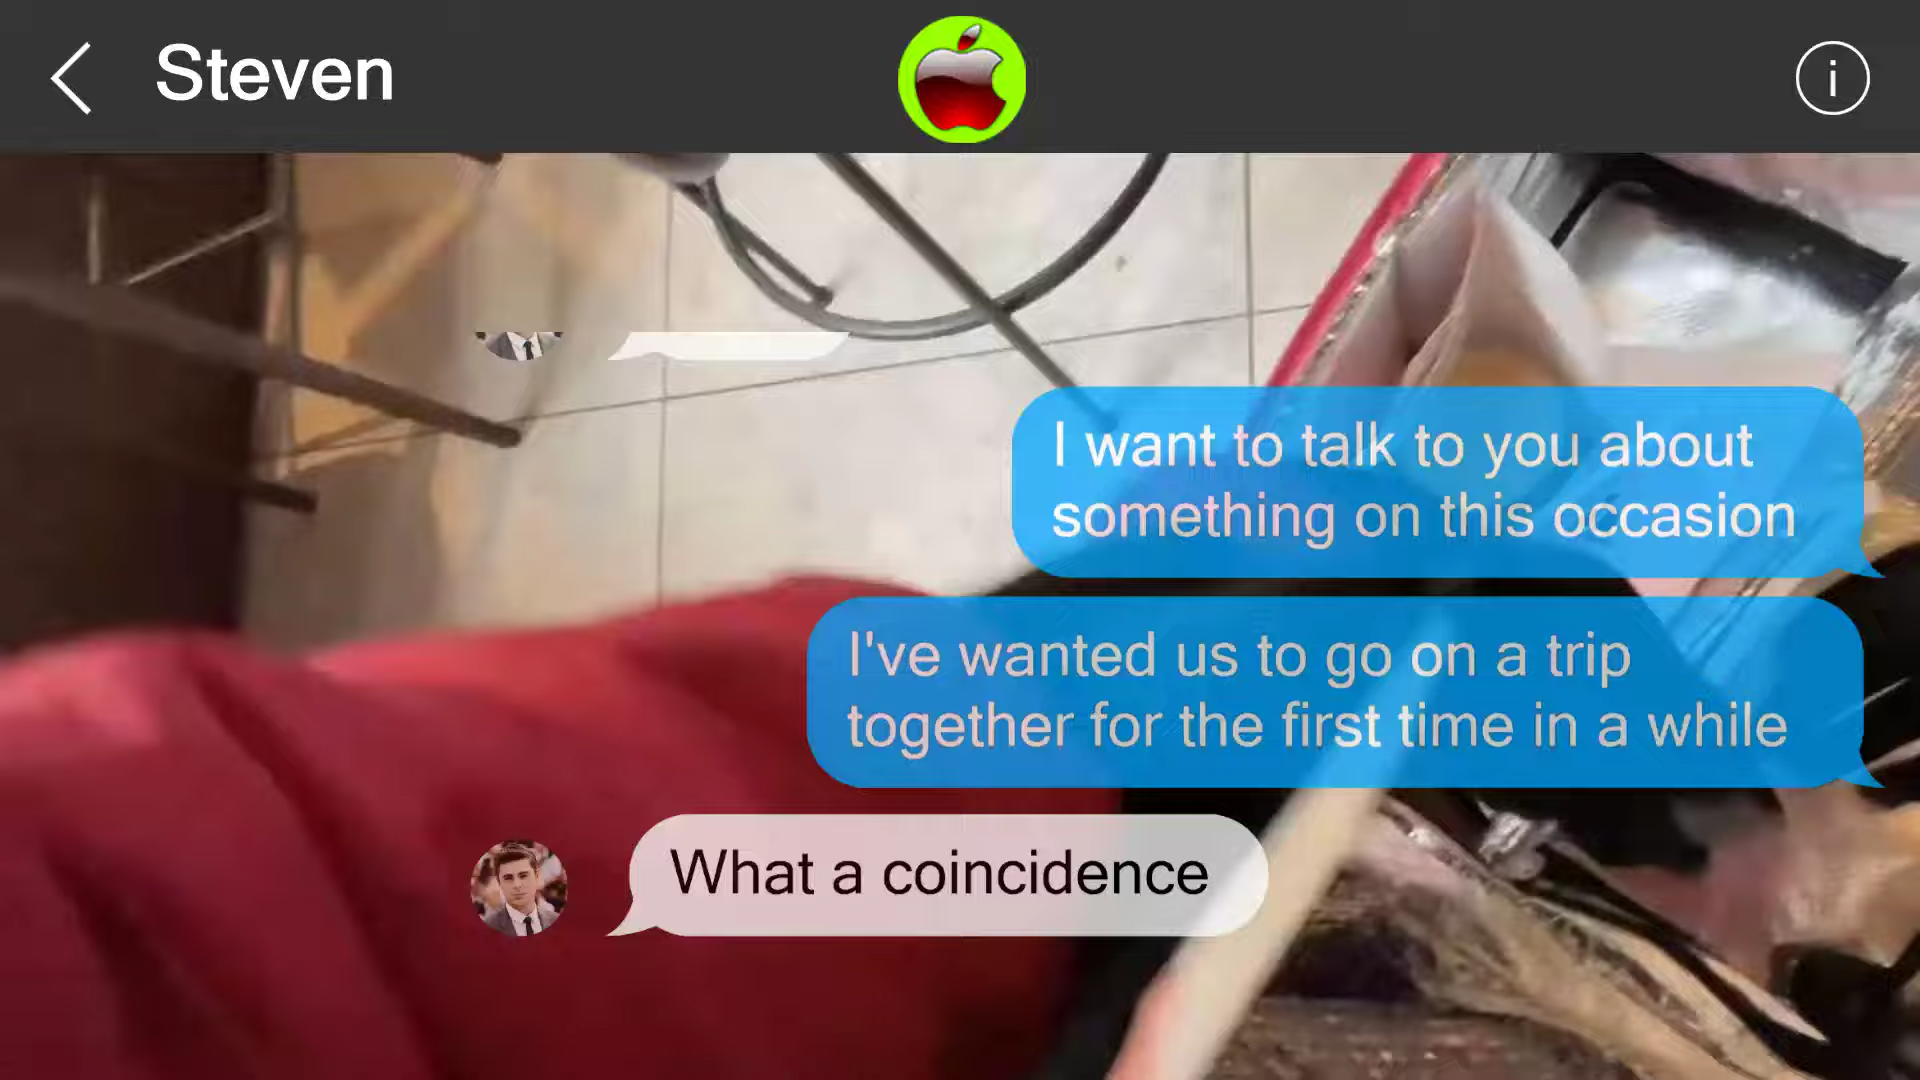 Steven
I want to talk to you about
something on this occasion
I've wanted us to go on a trip
together for the first time in a while
What a coincidence